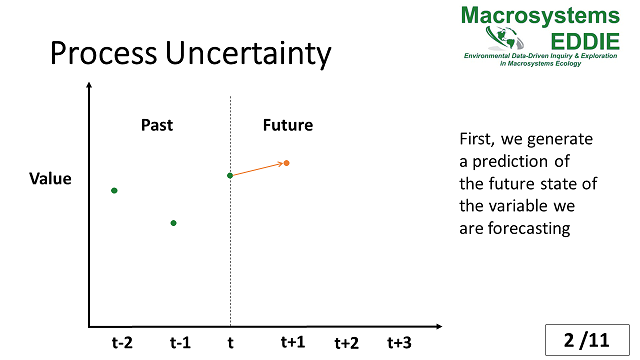 Macrosystems
EDDIE
Environmental Data-Driven Inquiry & Exploration
in Macrosystems Ecology
Process Uncertainty
Past
Future
Value
First, we generate
a prediction of
the future state of
the variable we
are forecasting
t-2 t-1 t t+1 t+2 t+3
2 /11